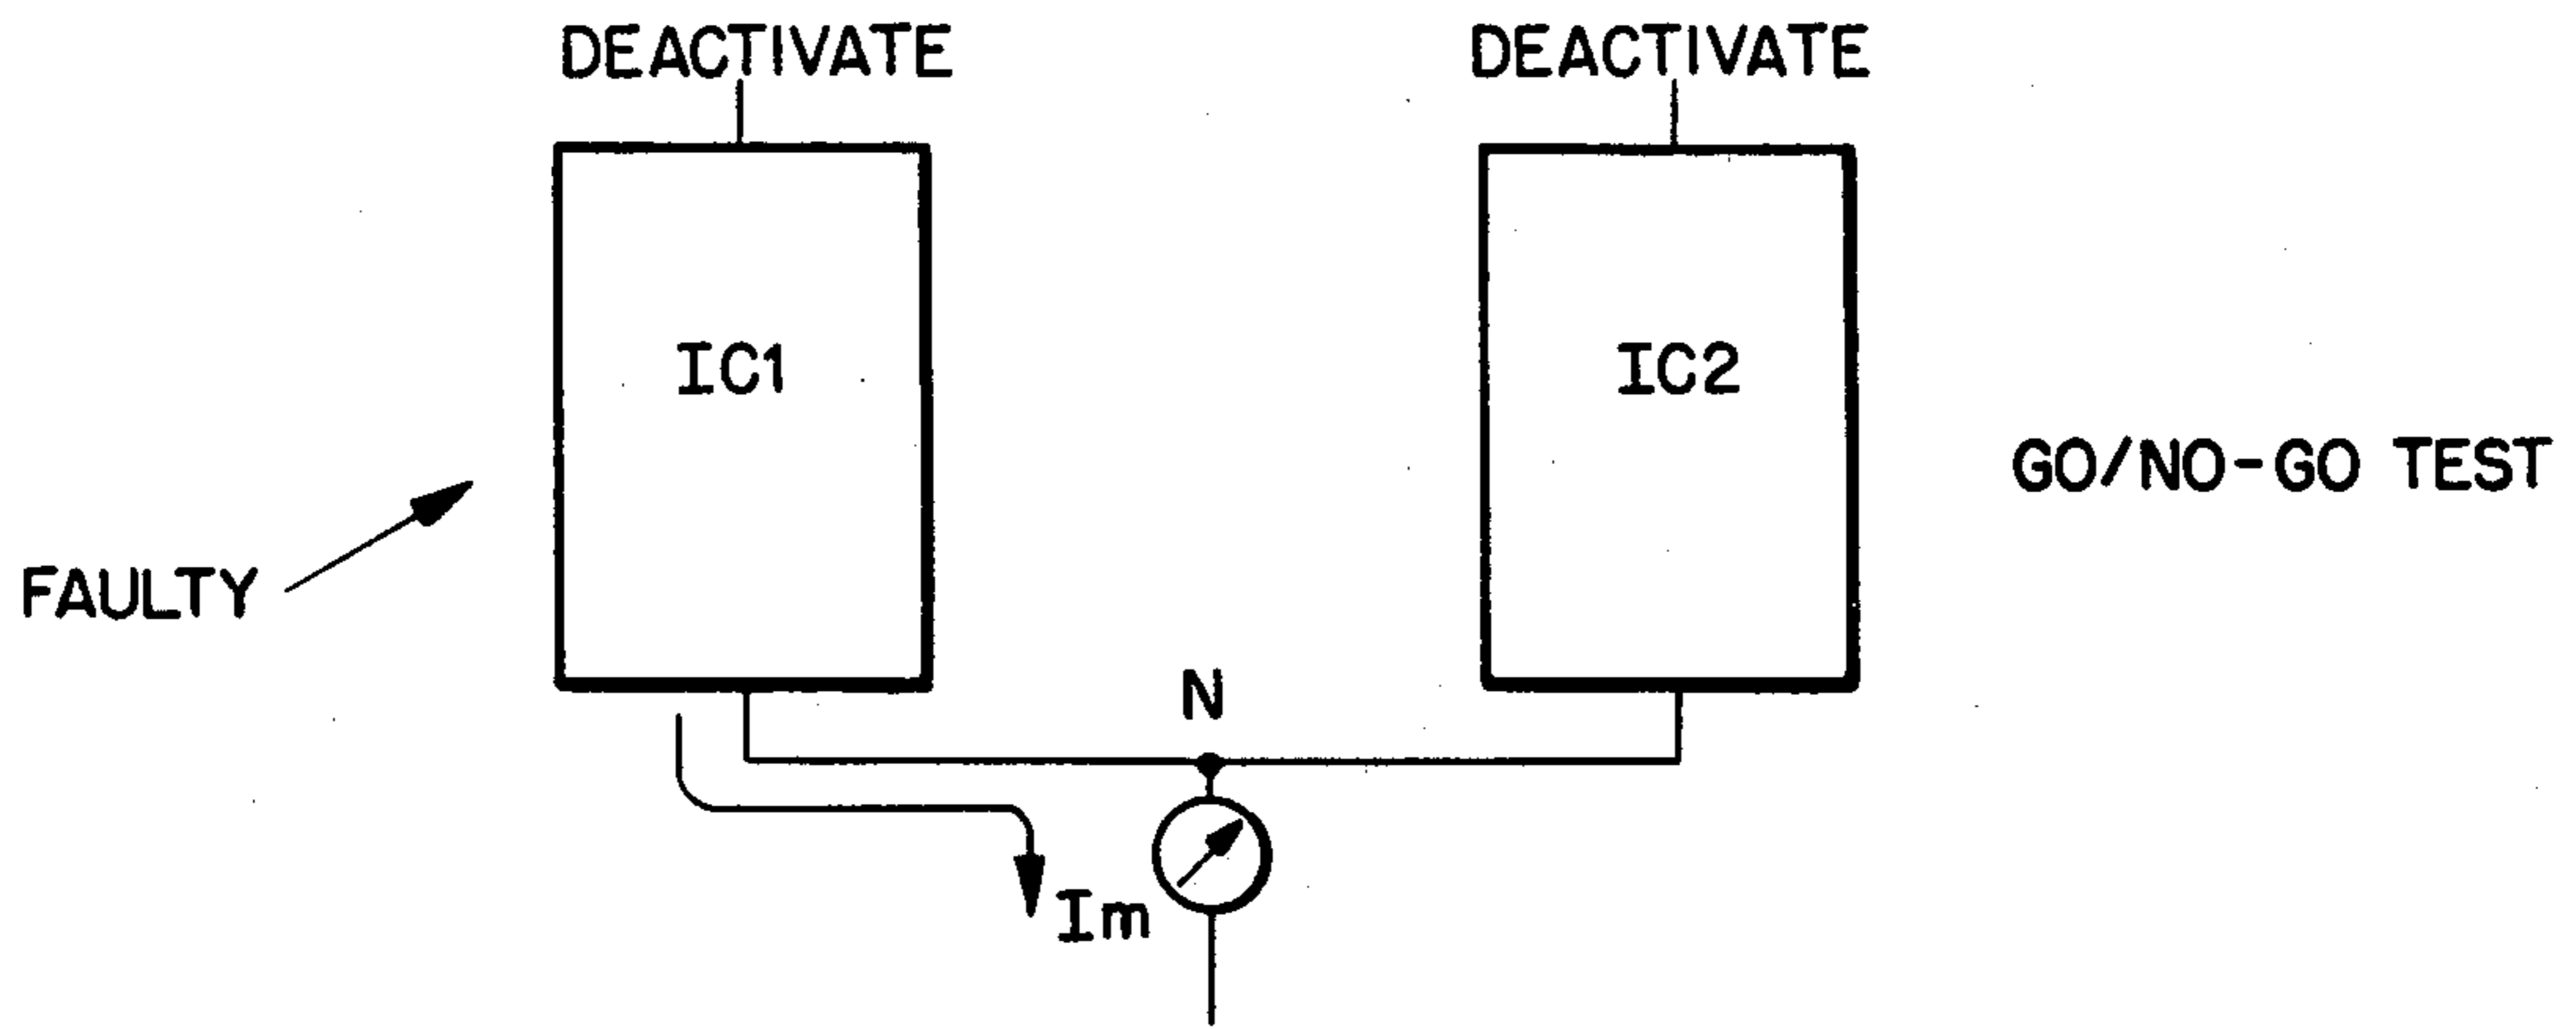 DEACTIVATE
DEACTIVATE
IC1
IC2
GO/NO-GO TEST
FAULTY
N
Im